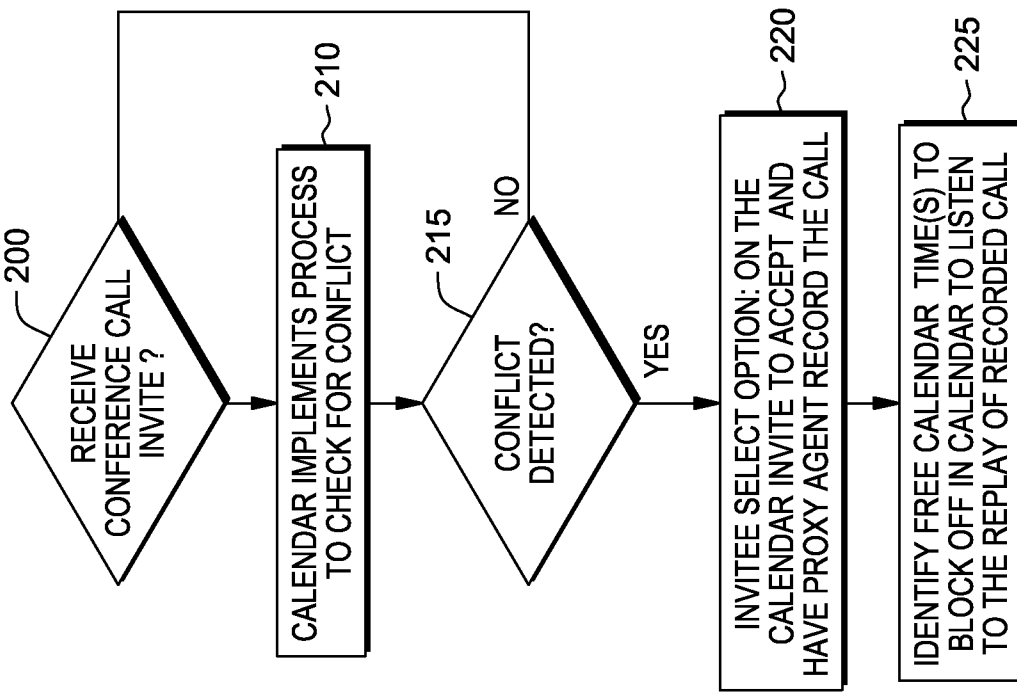 200
RECEIVE
CONFERENCE CALL
INVITE ?
210
CALENDAR IMPLEMENTS PROCESS
TO CHECK FOR CONFLICT
215
CONFLICT
DETECTED?
NO
YES
220
INVITEE SELECT OPTION: ON THE
CALENDAR INVITE TO ACCEPT AND
HAVE PROXY AGENT RECORD THE CALL
225
IDENTIFY FREE CALENDAR TIME(S) TO
BLOCK OFF IN CALENDAR TO LISTEN
TO THE REPLAY OF RECORDED CALL